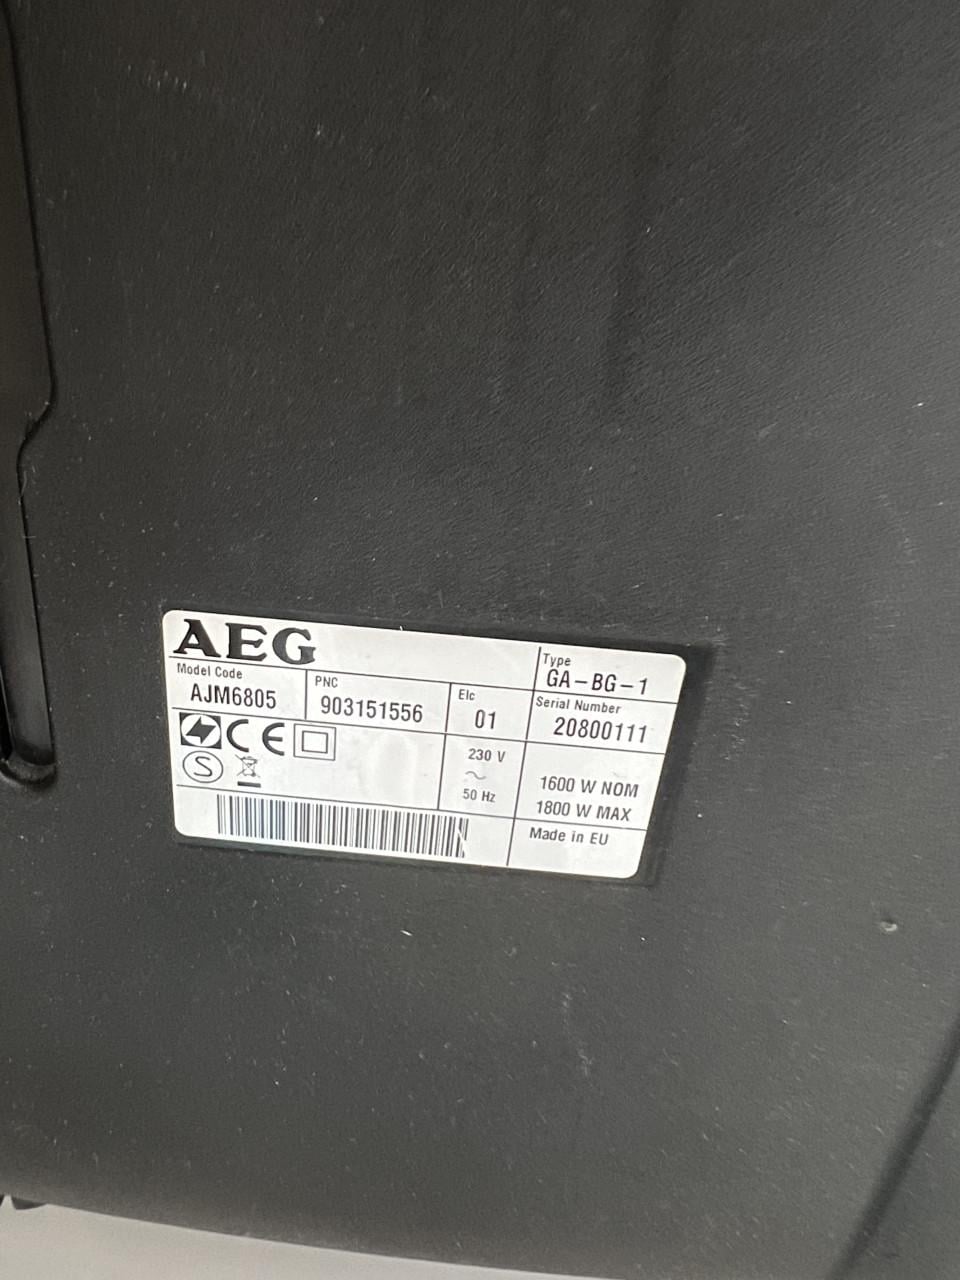 AEG
Model Code
AJM6805
PNC
903151556
Elc
01
Type
GA-BG-1
Serial Number
20800111
CE
S
230 V
~
50 Hz
1600 W NOM
1800 W MAX
Made in EU